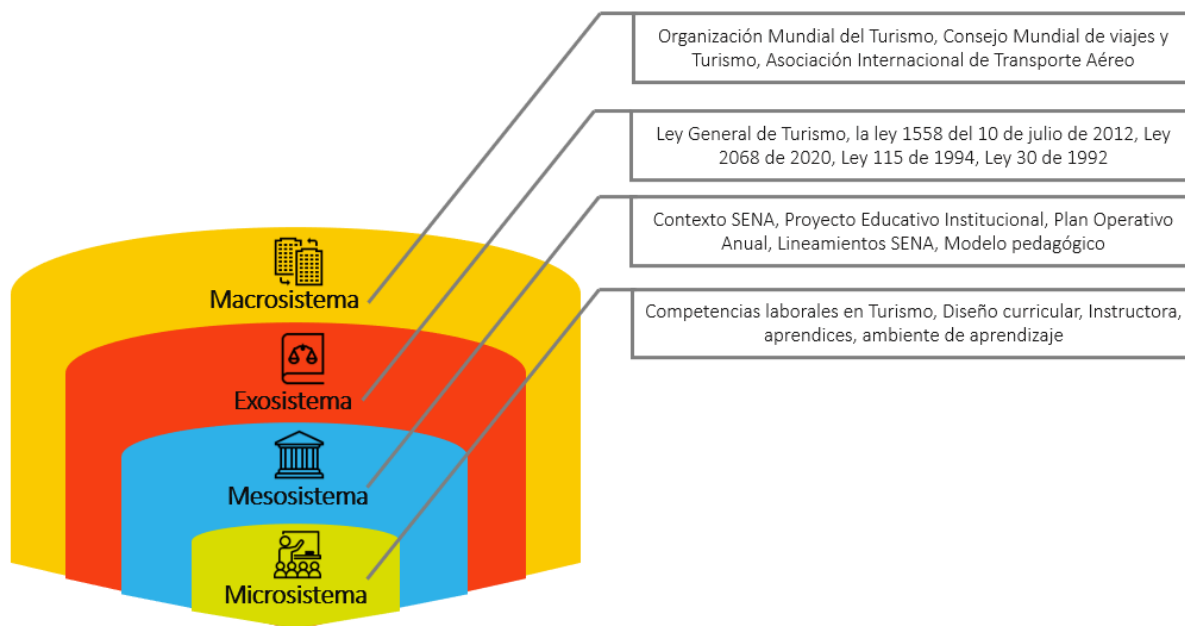 Organización Mundial del Turismo, Consejo Mundial de viajes y
Turismo, Asociación Internacional de Transporte Aéreo
Ley General de Turismo, la ley 1558 del 10 de julio de 2012, Ley
2068 de 2020, Ley 115 de 1994, Ley 30 de 1992
Contexto SENA, Proyecto Educativo Institucional, Plan Operativo
Anual, Lineamientos SENA, Modelo pedagógico
Competencias laborales en Turismo, Diseño curricular, Instructora,
aprendices, ambiente de aprendizaje
Macrosistema
Exosistema
Mesosistema
Microsistema